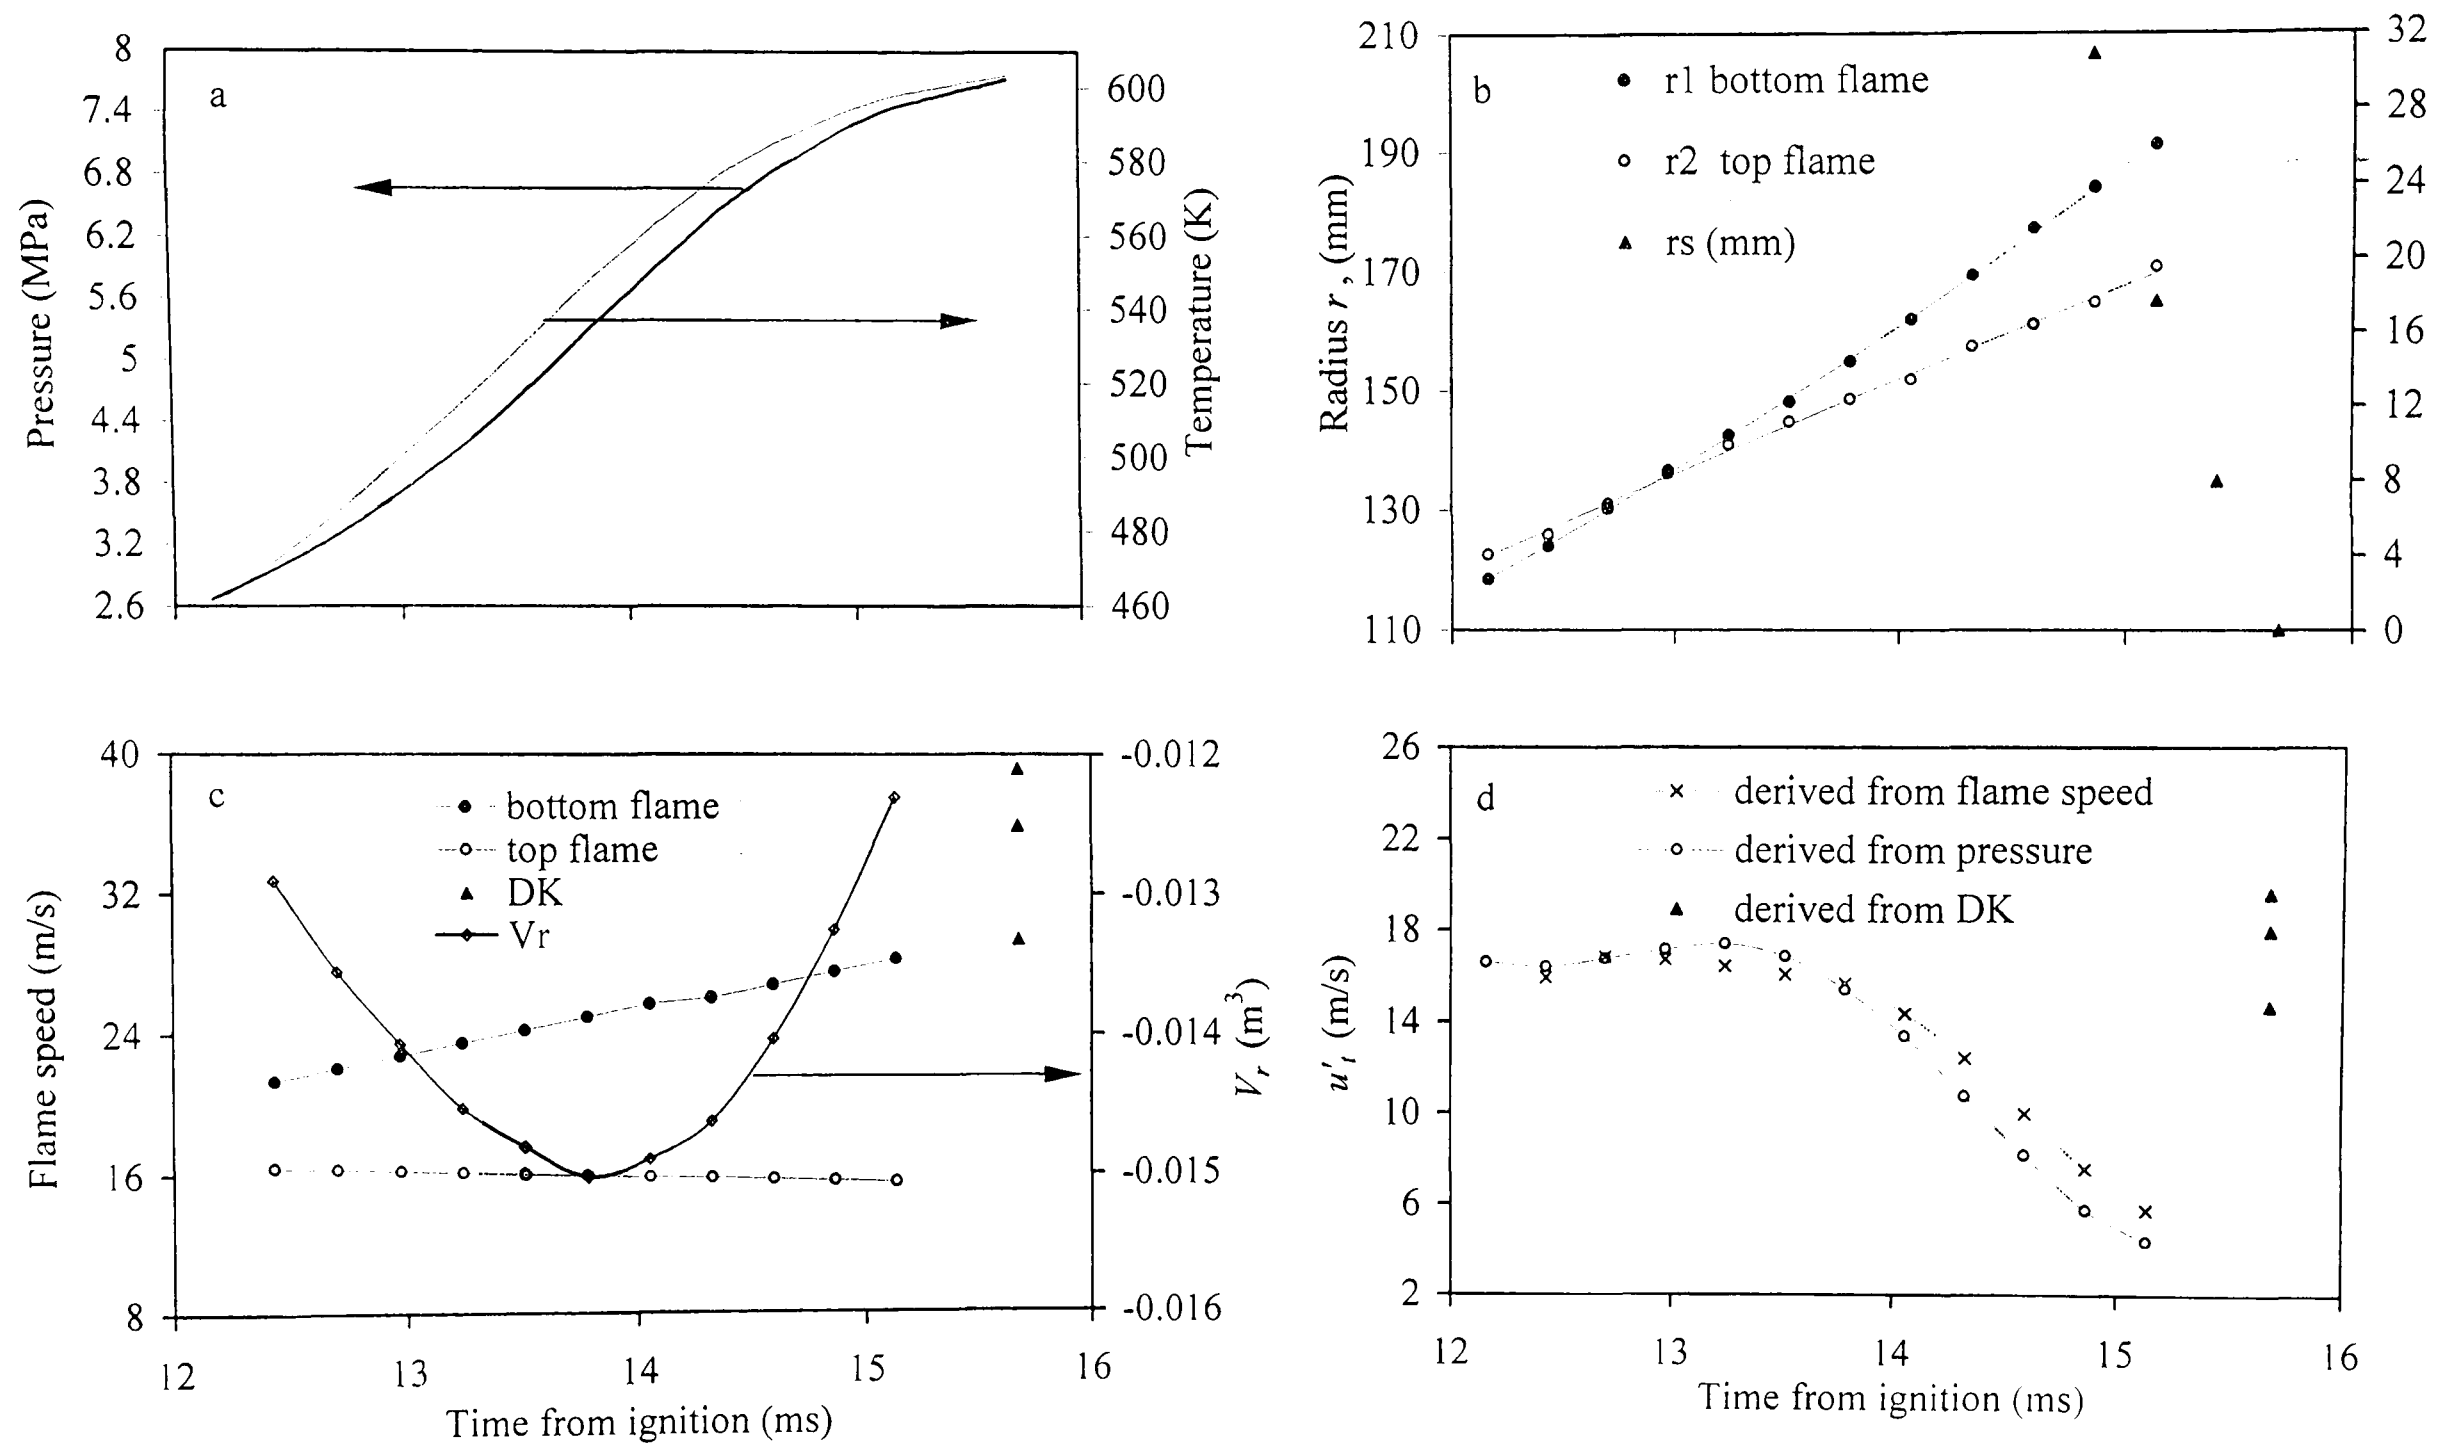 a
8
7.4
6.8
6.2
5.6
5
4.4
3.8
3.2
2.6
Pressure (MPa)
600
580
560
540
520
500
480
460
Temperature (K)
b
r1 bottom flame
r2 top flame
rs (mm)
210
190
170
150
130
110
Radius r, (mm)
32
28
24
20
16
12
8
4
0
c
bottom flame
top flame
DK
Vr
40
32
24
16
8
Flame speed (m/s)
-0.012
-0.013
-0.014
-0.015
-0.016
Vr (m³)
12
13
14
15
16
Time from ignition (ms)
d
derived from flame speed
derived from pressure
derived from DK
26
22
18
14
10
6
2
u't (m/s)
12
13
14
15
16
Time from ignition (ms)